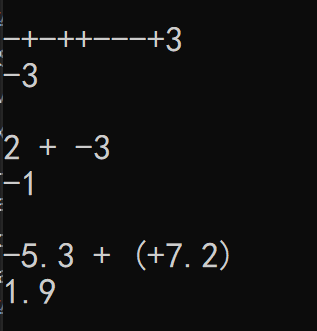 -+-++---+3
-3
2 + -3
-1
-5.3 + (+7.2)
1.9